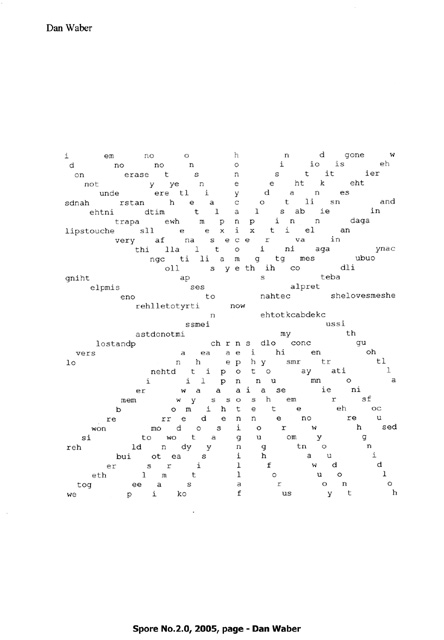 Dan Waber
i em no o h n d gone w
d no no n o i io is eh
on erase t s n s t it ier
not y ye n e e ht k eht
unde ere tl i y d a n es
sdnah rstan h e a c o t li sn and
ehtni dtim t l a l s ab ie in
trapa ewh m p n p i n n daga
lipstouche sll e e x i x t i el an
very af na s e c e r va in
thi lla l t o i ni aga ynac
ngc ti li a m g tg mes ubuo
oll s y e th ih co dli
gniht ap s teba
elpmis ses alpret
eno to nahtec shelovesmeshe
rehlletotyrti now
n ehtotkcabdekc
ssmei ussi
astdonotmi my th
lostandp ch r n s dlo conc gu
vers a ea s e i hi en oh
lo n h e p h y smr tr tl
nehtd t i p o t o ay ati l
i i l p n n u mn o a
er w a a a i a se ie ni
mem w y s s o s h em r sf
b o m i h t e t e eh oc
re rr e d e n n e no re u
won mo d o s i o r w h sed
si to wo t a g u om y g
reh ld n dy y n g tn o n
bui ot ea s i h a u i
er s r i l f w d d
eth l m t l o u o l
tog ee a s a r o n o
we p i ko f us y t h
Spore No.2.0, 2005, page - Dan Waber